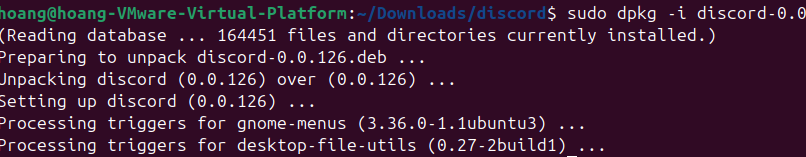 hoang@hoang-VMware-Virtual-Platform:~/Downloads/discord$ sudo dpkg -i discord-0.0
(Reading database ... 164451 files and directories currently installed.)
Preparing to unpack discord-0.0.126.deb ...
Unpacking discord (0.0.126) over (0.0.126) ...
Setting up discord (0.0.126) ...
Processing triggers for gnome-menus (3.36.0-1.1ubuntu3) ...
Processing triggers for desktop-file-utils (0.27-2build1) ...